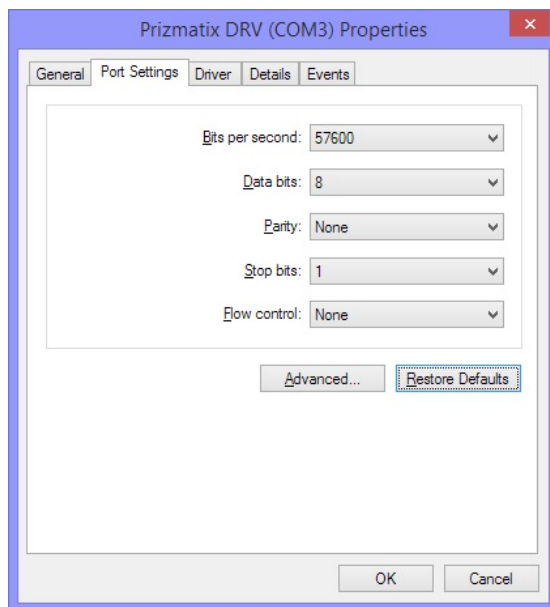 Prizmatix DRV (COM3) Properties
General Port Settings Driver Details Events
Bits per second: 57600
Data bits: 8
Parity: None
Stop bits: 1
Flow control: None
Advanced... Restore Defaults
OK Cancel